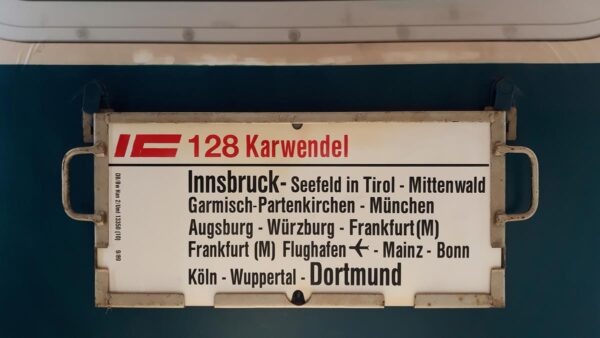 IC 128 Karwendel
Innsbruck- Seefeld in Tirol - Mittenwald
Garmisch-Partenkirchen - München
Augsburg - Würzburg - Frankfurt(M)
Frankfurt (M) Flughafen ✈ - Mainz - Bonn
Köln - Wuppertal - Dortmund